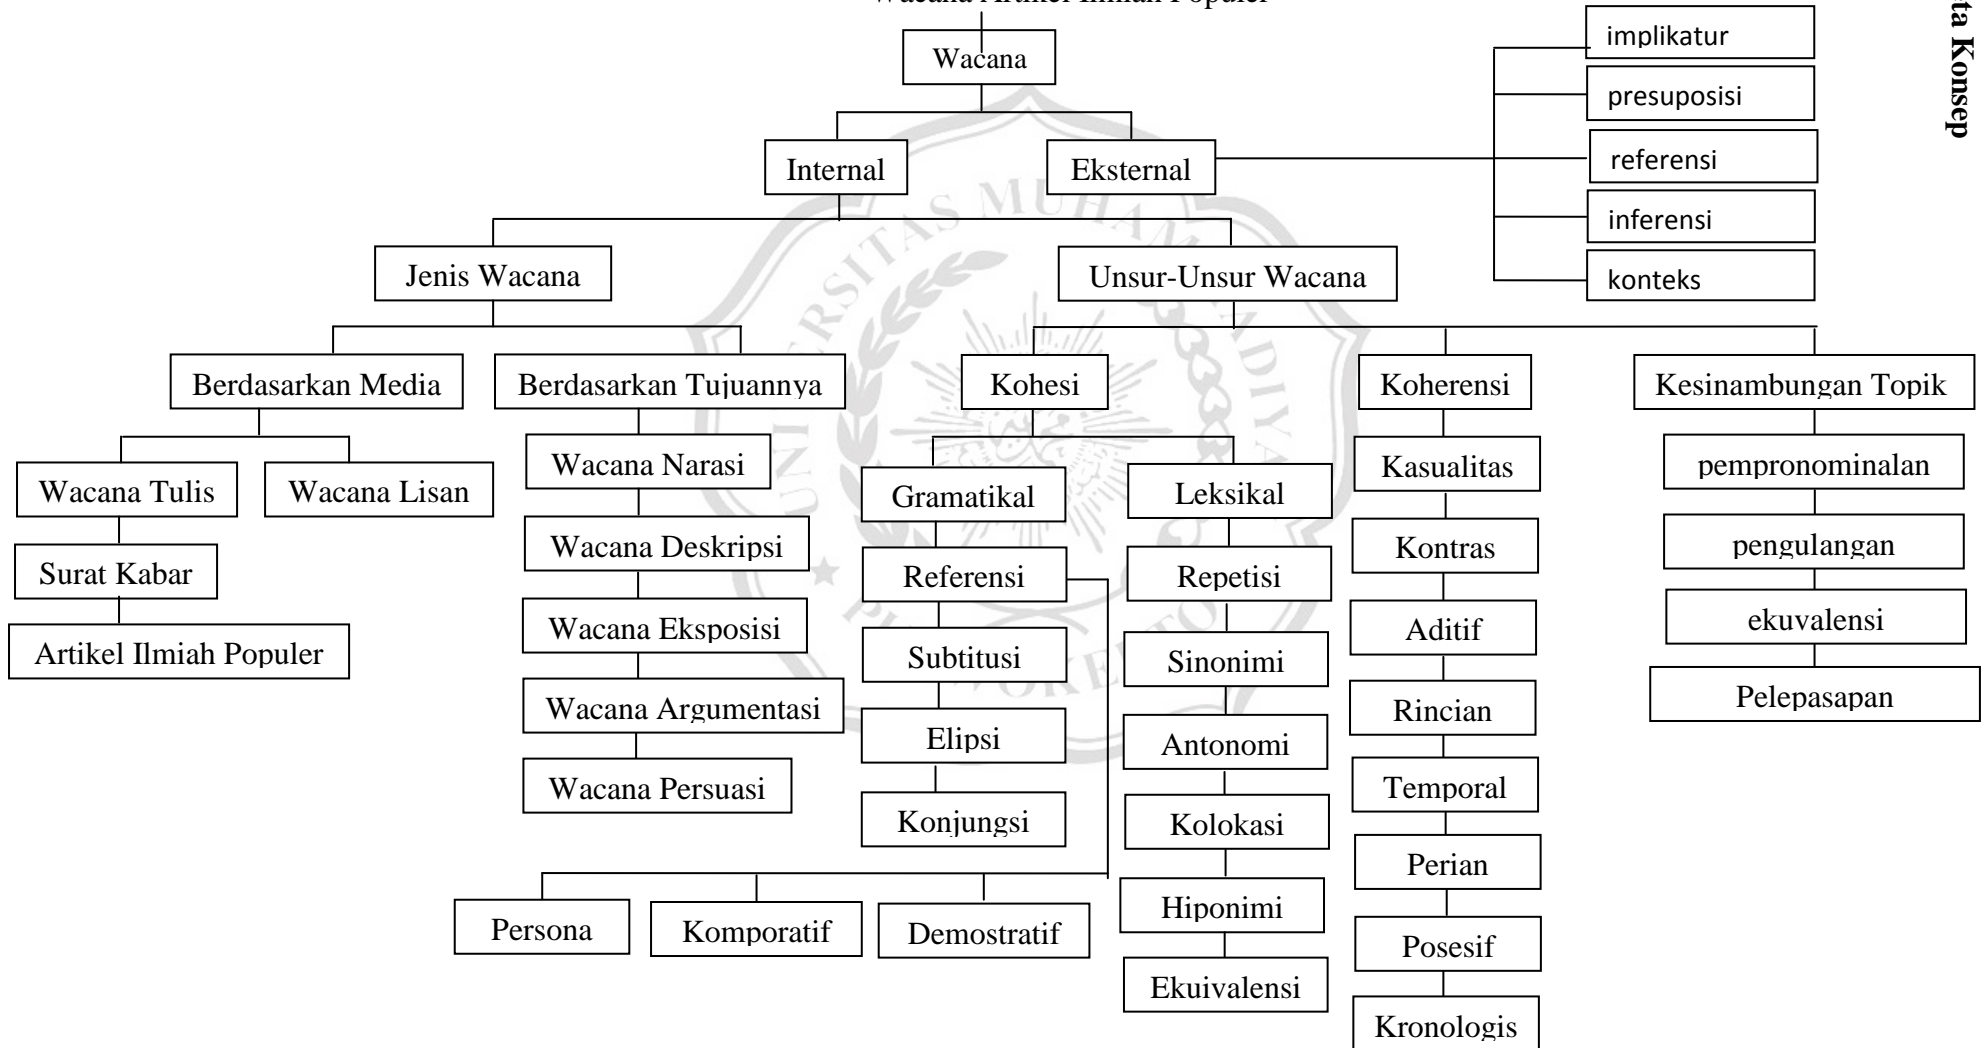 Wacana Artikel Ilmiah Populer
ta Konsep
Wacana
Internal
Eksternal
implikatur
presuposisi
referensi
inferensi
konteks
Jenis Wacana
Unsur-Unsur Wacana
Berdasarkan Media
Berdasarkan Tujuannya
Kohesi
Koherensi
Kesinambungan Topik
Wacana Tulis
Wacana Lisan
Surat Kabar
Artikel Ilmiah Populer
Wacana Narasi
Wacana Deskripsi
Wacana Eksposisi
Wacana Argumentasi
Wacana Persuasi
Gramatikal
Referensi
Subtitusi
Elipsi
Konjungsi
Persona
Komporatif
Demostratif
Leksikal
Repetisi
Sinonimi
Antonomi
Kolokasi
Hiponimi
Ekuivalensi
Kasualitas
Kontras
Aditif
Rincian
Temporal
Perian
Posesif
Kronologis
pempronominalan
pengulangan
ekuvalensi
Pelepasapan